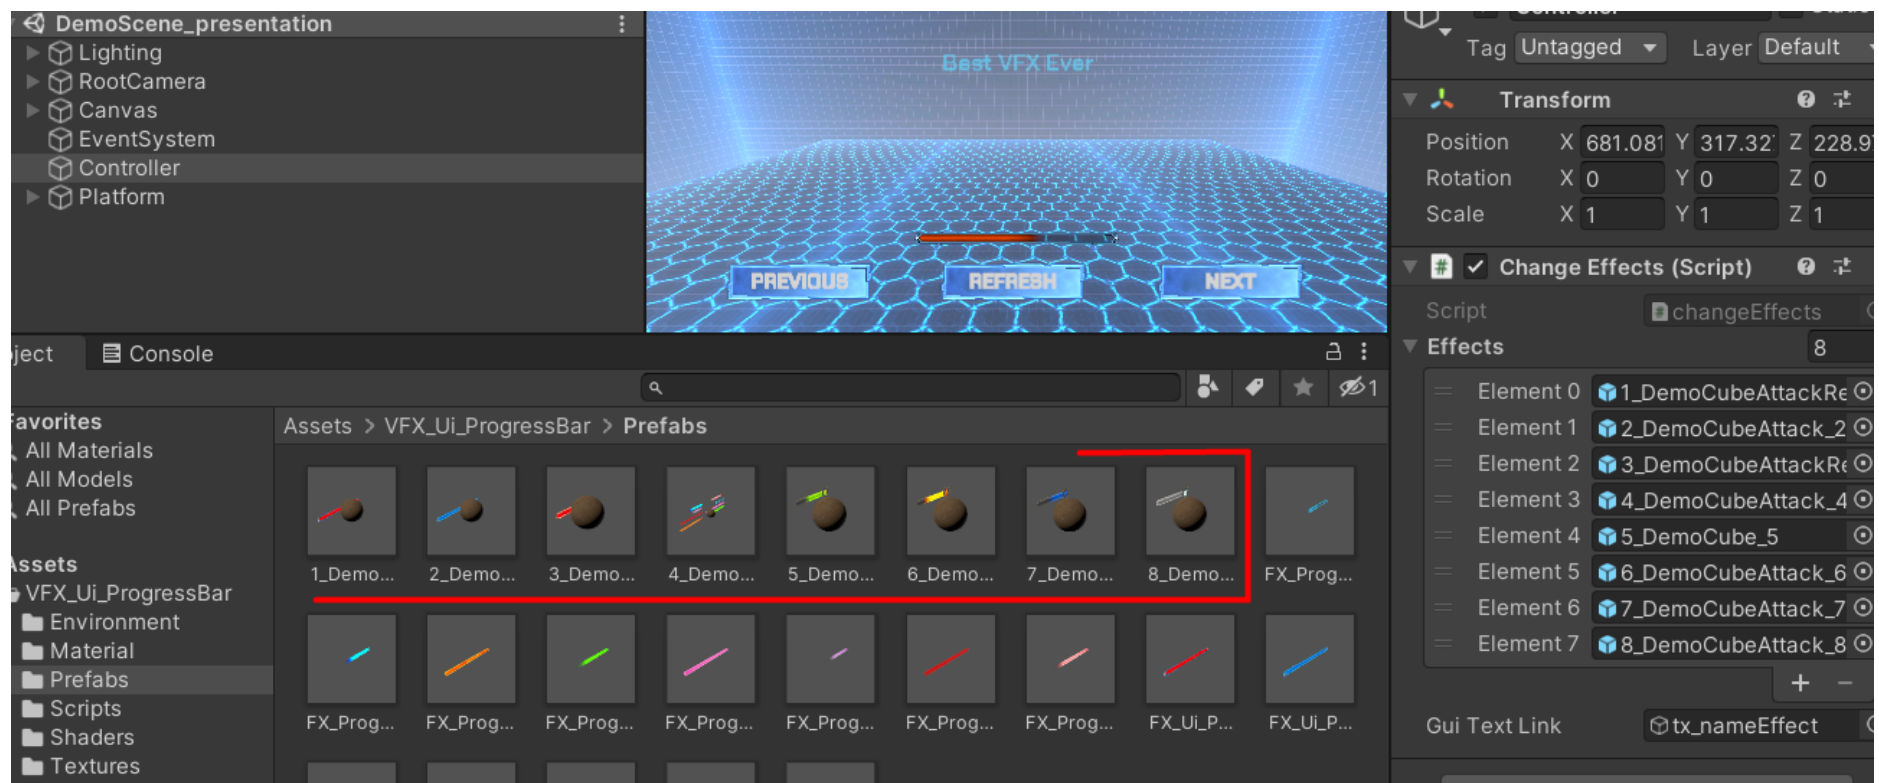 DemoScene_presentation
Lighting
RootCamera
Canvas
EventSystem
Controller
Platform
Best VFX Ever
PREVIOUS
REFRESH
NEXT
Controller
Tag Untagged Layer Default
Transform
Position X 681.081 Y 317.32 Z 228.9
Rotation X 0 Y 0 Z 0
Scale X 1 Y 1 Z 1
# Change Effects (Script)
Script # changeEffects
Effects 8
Element 0 1_DemoCubeAttackRe
Element 1 2_DemoCubeAttack_2
Element 2 3_DemoCubeAttackRe
Element 3 4_DemoCubeAttack_4
Element 4 5_DemoCube_5
Element 5 6_DemoCubeAttack_6
Element 6 7_DemoCubeAttack_7
Element 7 8_DemoCubeAttack_8
+ −
Gui Text Link tx_nameEffect
ject Console
1
Favorites
All Materials
All Models
All Prefabs
Assets
VFX_Ui_ProgressBar
Environment
Material
Prefabs
Scripts
Shaders
Textures
Assets > VFX_Ui_ProgressBar > Prefabs
1_Demo... 2_Demo... 3_Demo... 4_Demo... 5_Demo... 6_Demo... 7_Demo... 8_Demo... FX_Prog...
FX_Prog... FX_Prog... FX_Prog... FX_Prog... FX_Prog... FX_Prog... FX_Prog... FX_Ui_P... FX_Ui_P...